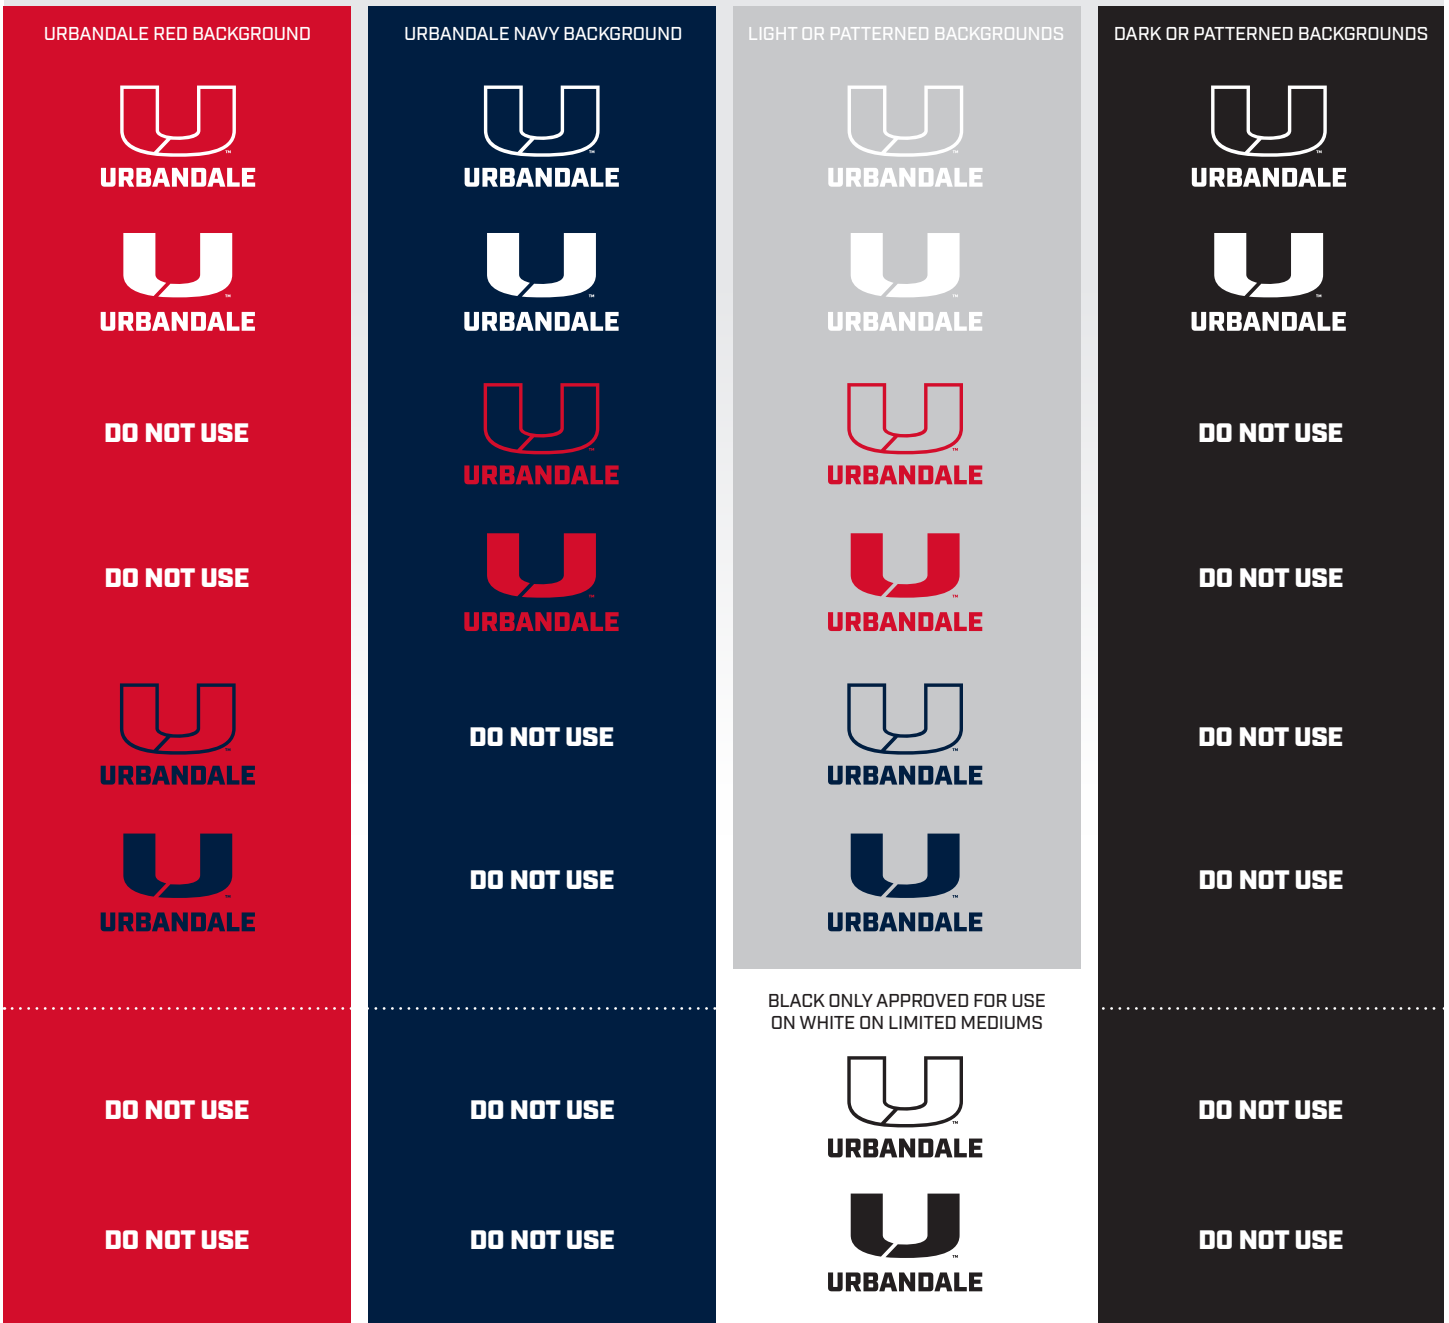 URBANDALE RED BACKGROUND
URBANDALE
URBANDALE
DO NOT USE
DO NOT USE
URBANDALE
URBANDALE
DO NOT USE
DO NOT USE
URBANDALE NAVY BACKGROUND
URBANDALE
URBANDALE
URBANDALE
URBANDALE
DO NOT USE
DO NOT USE
DO NOT USE
DO NOT USE
LIGHT OR PATTERNED BACKGROUNDS
URBANDALE
URBANDALE
URBANDALE
URBANDALE
URBANDALE
URBANDALE
BLACK ONLY APPROVED FOR USE
ON WHITE ON LIMITED MEDIUMS
URBANDALE
URBANDALE
DARK OR PATTERNED BACKGROUNDS
URBANDALE
URBANDALE
DO NOT USE
DO NOT USE
DO NOT USE
DO NOT USE
DO NOT USE
DO NOT USE